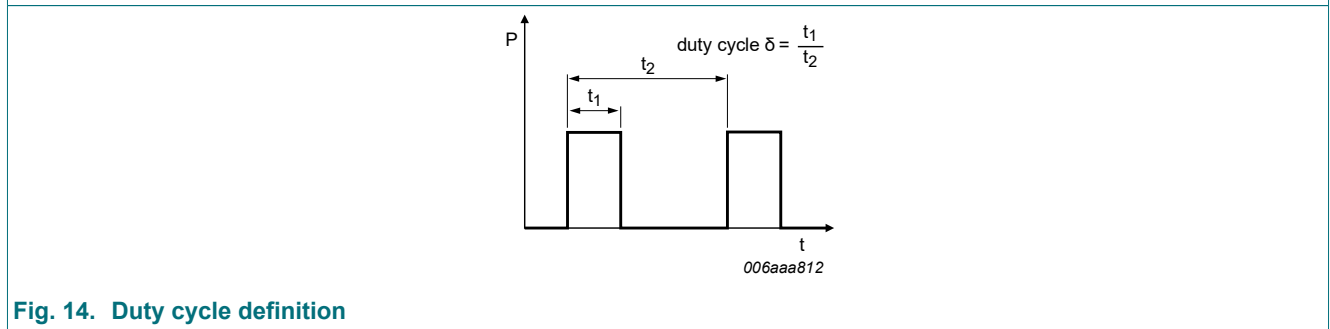 P
duty cycle δ = t1/t2
t2
t1
t
006aaa812
Fig. 14. Duty cycle definition